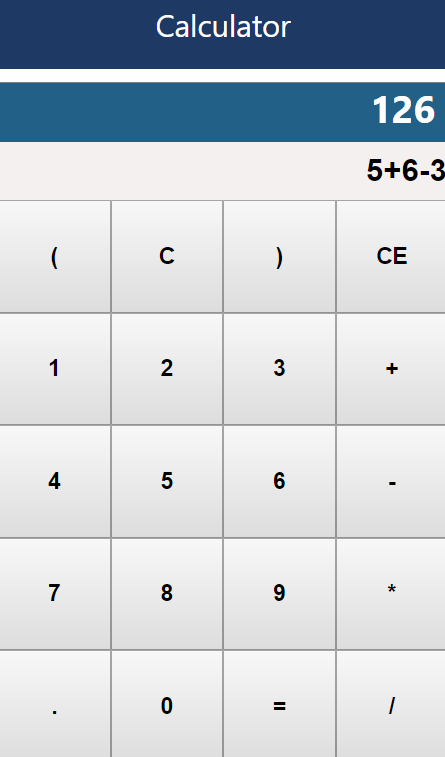 Calculator
126
5+6-3
( C ) CE
1 2 3 +
4 5 6 -
7 8 9 *
. 0 = /